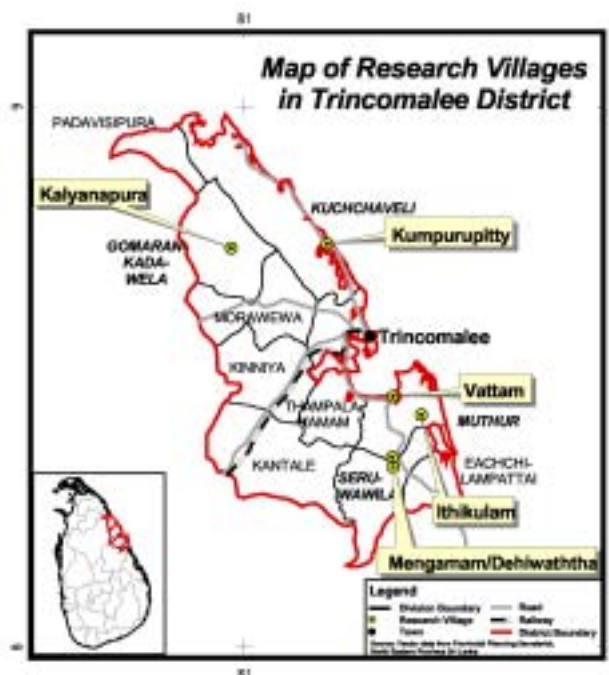 81
Map of Research Villages
in Trincomalee District
9
PADAVISIPURA
Kalyanapura
KUCHCHAVELI
Kumpurupitty
GOMARAN
KADA-
WELA
MORAWEWA
Trincomalee
KINNIYA
Vattam
THAMPALA
KAMAM
MUTHUR
KANTALE
SERU-
WAWILA
EACHCHI-
LAMPATTAI
Ithikulam
Mengamam/Dehiwaththa
Legend
Division Boundary
Road
Research Village
Railway
Town
District Boundary
8
81